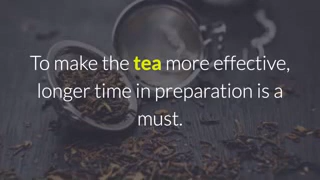 To make the tea more effective,
longer time in preparation is a
must.